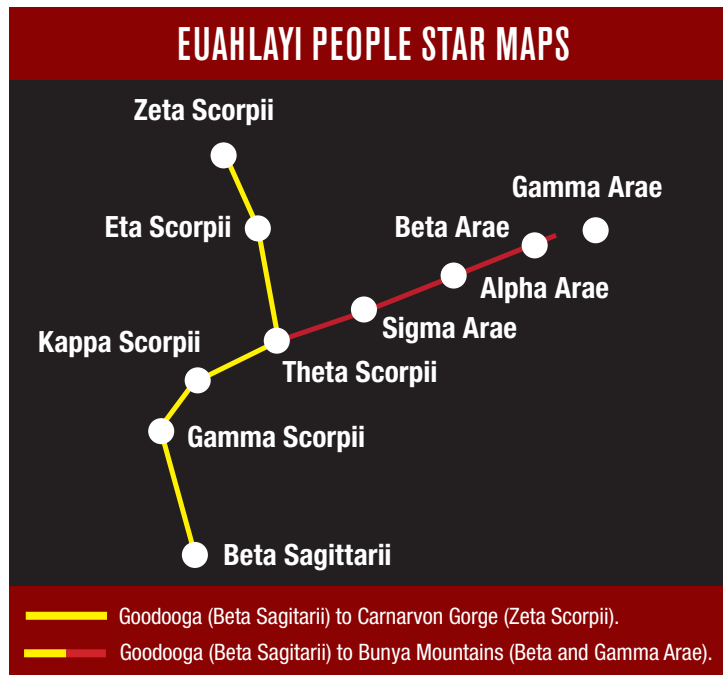 EUAHLAYI PEOPLE STAR MAPS
Zeta Scorpii
Gamma Arae
Eta Scorpii
Beta Arae
Alpha Arae
Sigma Arae
Kappa Scorpii
Theta Scorpii
Gamma Scorpii
Beta Sagittarii
Goodooga (Beta Sagitarii) to Carnarvon Gorge (Zeta Scorpii).
Goodooga (Beta Sagitarii) to Bunya Mountains (Beta and Gamma Arae).